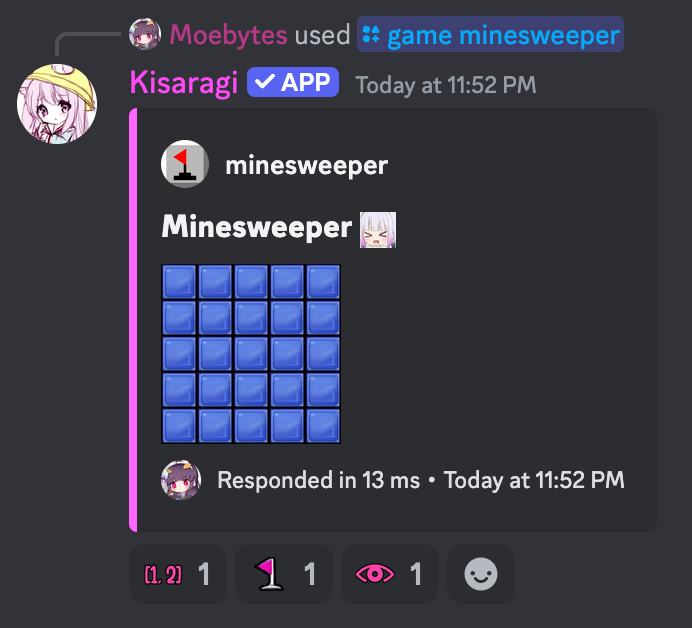 Moebytes used game minesweeper
Kisaragi APP Today at 11:52 PM
minesweeper
Minesweeper
Responded in 13 ms • Today at 11:52 PM
[1, 2] 1 1 1